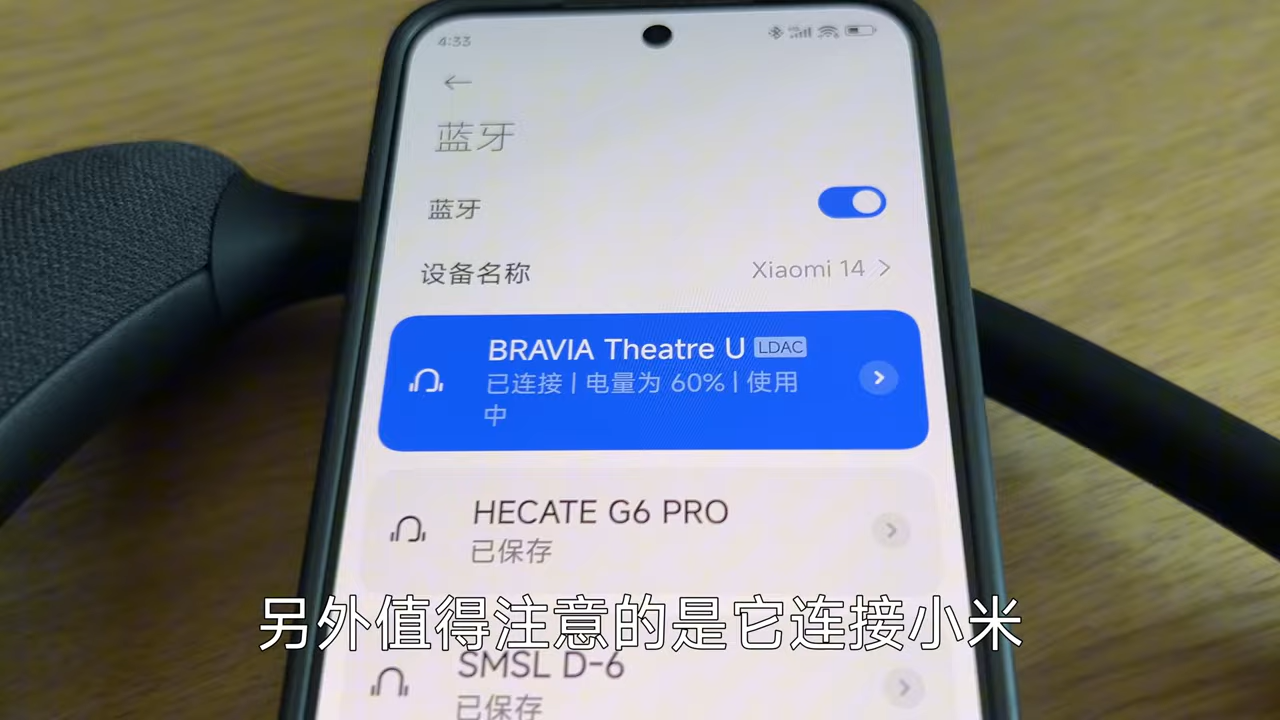 4:33
蓝牙
蓝牙
设备名称
Xiaomi 14
BRAVIA Theatre U LDAC
已连接 | 电量为 60% | 使用
中
HECATE G6 PRO
已保存
另外值得注意的是它连接小米
SMSL D-6
已保存